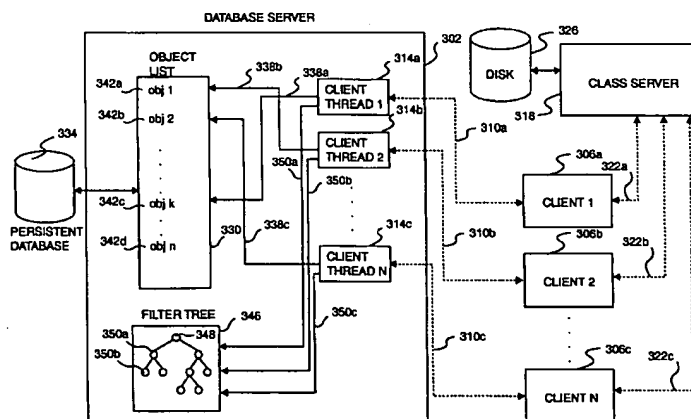 DATABASE SERVER
302
326
OBJECT
LIST
338b
338a
314a
342a
obj 1
CLIENT
THREAD 1
DISK
CLASS SERVER
342b
obj 2
314b
318
334
350a
CLIENT
THREAD 2
310a
306a
322a
350b
CLIENT 1
342c
obj k
314c
310b
306b
322b
PERSISTENT
DATABASE
342d
obj n
330
338c
CLIENT
THREAD N
CLIENT 2
FILTER TREE
346
350c
348
350a
350b
310c
306c
322c
CLIENT N